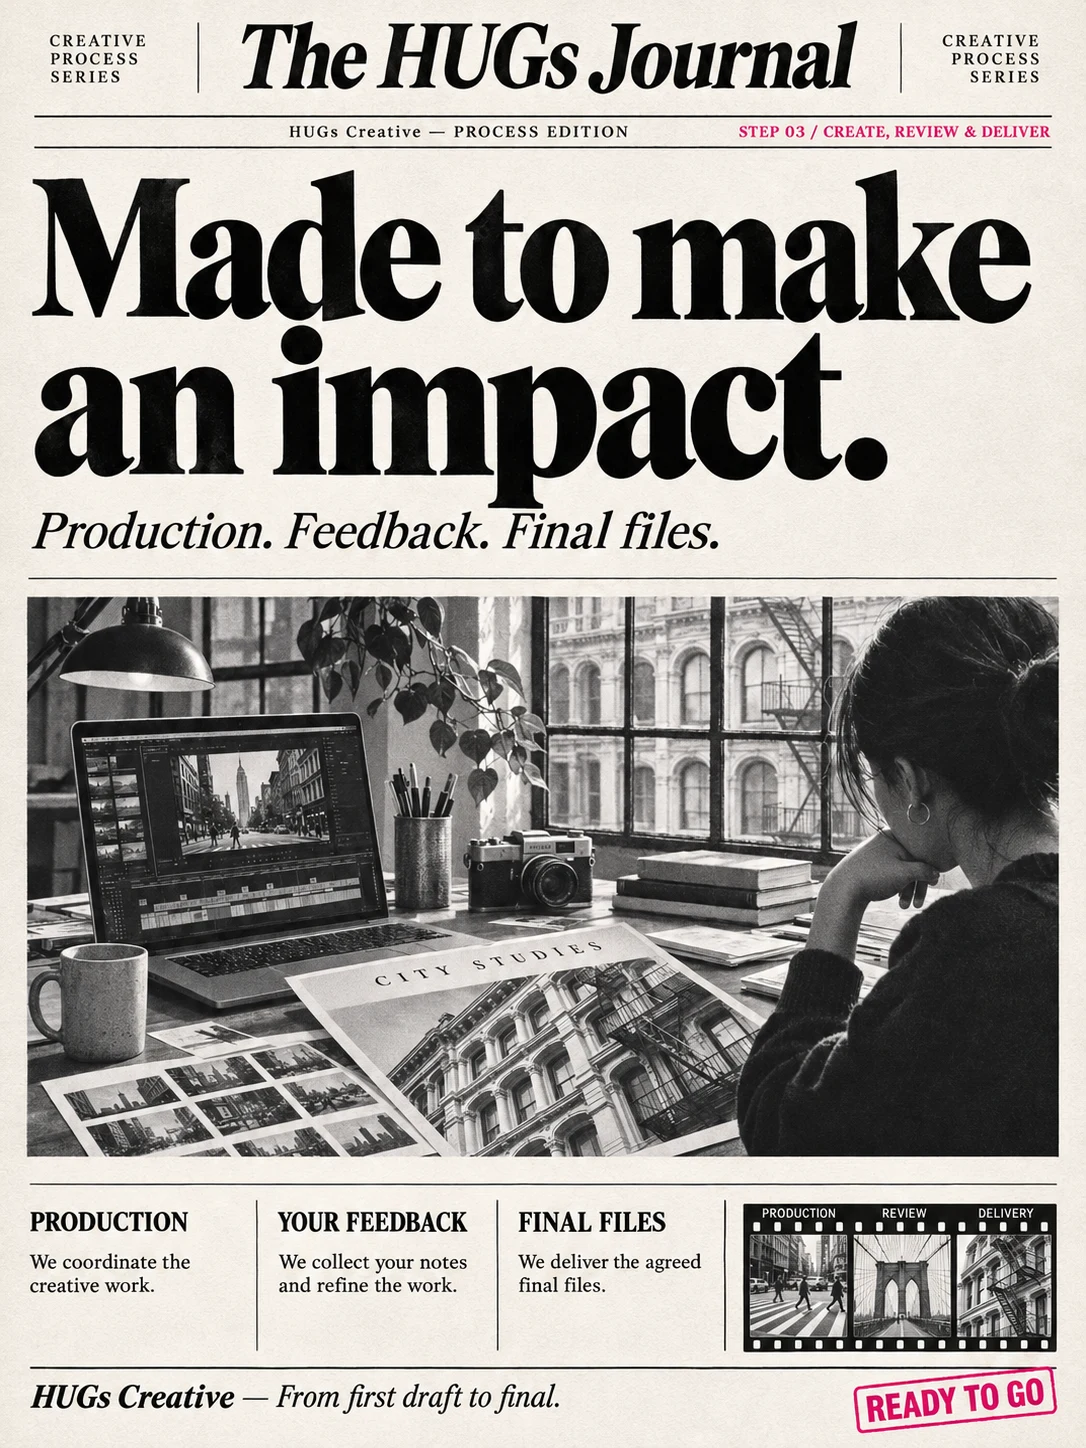 CREATIVE
PROCESS
SERIES
The HUGs Journal
CREATIVE
PROCESS
SERIES
HUGs Creative — PROCESS EDITION
STEP 03 / CREATE, REVIEW & DELIVER
Made to make
an impact.
Production. Feedback. Final files.
CITY STUDIES
PRODUCTION
We coordinate the
creative work.
YOUR FEEDBACK
We collect your notes
and refine the work.
FINAL FILES
We deliver the agreed
final files.
PRODUCTION
REVIEW
DELIVERY
HUGs Creative — From first draft to final.
READY TO GO